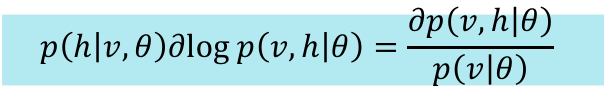 p(h|v, θ)∂log p(v, h|θ) = ∂p(v, h|θ) / p(v|θ)